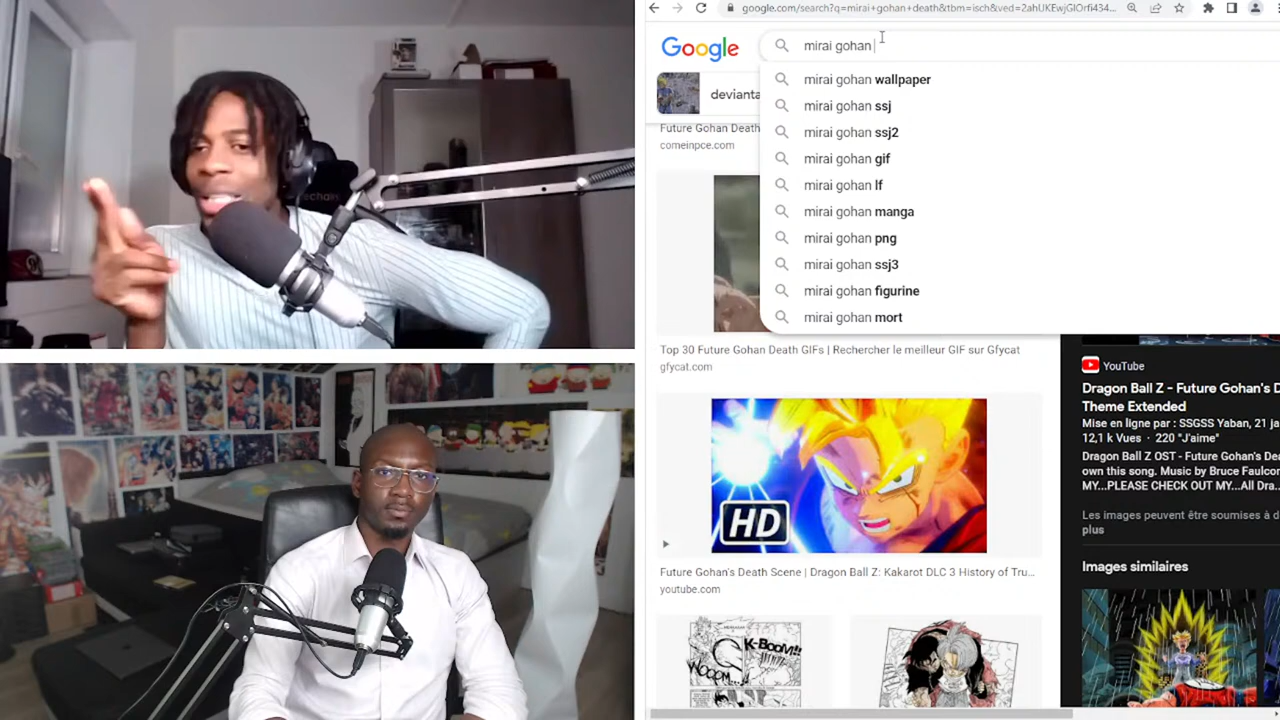 google.com/search?q=mirai+gohan+death&tbm=isch&ved=2ahUKEwjGlOrfi434...
Google
mirai gohan
mirai gohan wallpaper
devianta
mirai gohan ssj
Future Gohan Death
mirai gohan ssj2
comeinpce.com
mirai gohan gif
mirai gohan lf
mirai gohan manga
mirai gohan png
mirai gohan ssj3
mirai gohan figurine
mirai gohan mort
Top 30 Future Gohan Death GIFs | Rechercher le meilleur GIF sur Gfycat
gfycat.com
HD
Future Gohan's Death Scene | Dragon Ball Z: Kakarot DLC 3 History of Tru...
youtube.com
K-BOOM!!
WOOM...
YouTube
Dragon Ball Z - Future Gohan's D
Theme Extended
Mise en ligne par : SSGSS Yaban, 21 ja
12,1 k Vues · 220 "J'aime"
Dragon Ball Z OST - Future Gohan's Dea
own this song. Music by Bruce Faulcon
MY...PLEASE CHECK OUT MY...All Dra...
Les images peuvent être soumises à d
plus
Images similaires